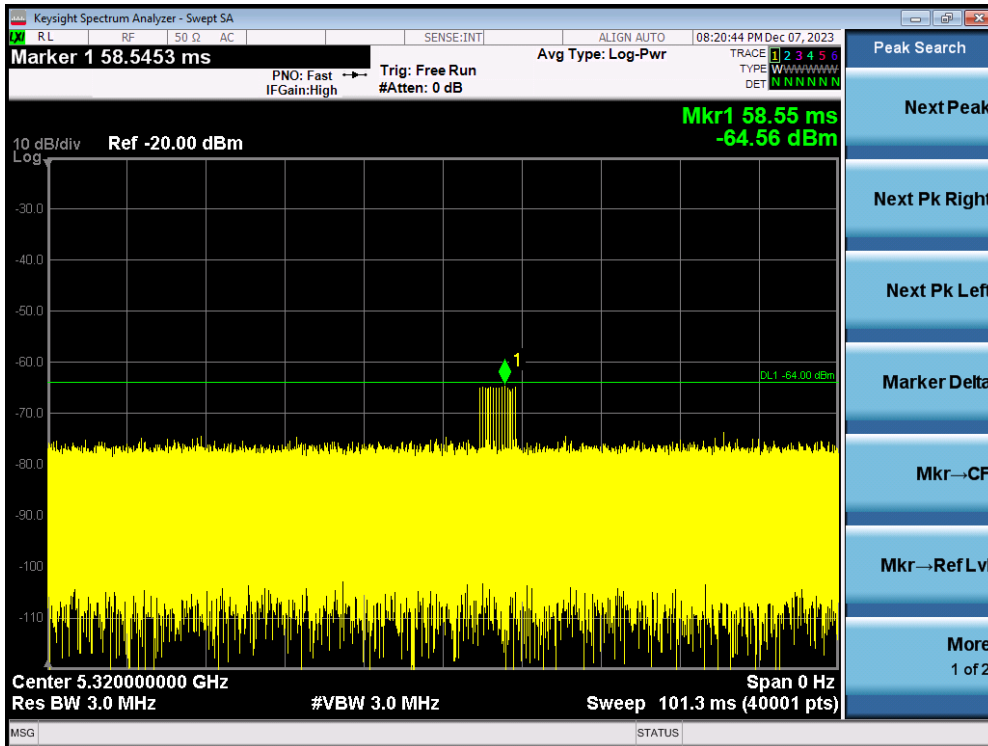 Keysight Spectrum Analyzer - Swept SA
LXI RL RF 50 Ω AC SENSE:INT ALIGN AUTO 08:20:44 PM Dec 07, 2023
Marker 1 58.5453 ms
PNO: Fast
IFGain:High
Trig: Free Run
#Atten: 0 dB
Avg Type: Log-Pwr
TRACE 1 2 3 4 5 6
TYPE WWWWWW
DET N N N N N N
Peak Search
Mkr1 58.55 ms
-64.56 dBm
10 dB/div Ref -20.00 dBm
Log
-30.0
-40.0
-50.0
-60.0
-70.0
-80.0
-90.0
-100
-110
1
DL1 -64.00 dBm
Center 5.320000000 GHz Span 0 Hz
Res BW 3.0 MHz #VBW 3.0 MHz Sweep 101.3 ms (40001 pts)
Next Peak
Next Pk Right
Next Pk Left
Marker Delta
Mkr→CF
Mkr→Ref Lvl
More
1 of 2
MSG STATUS